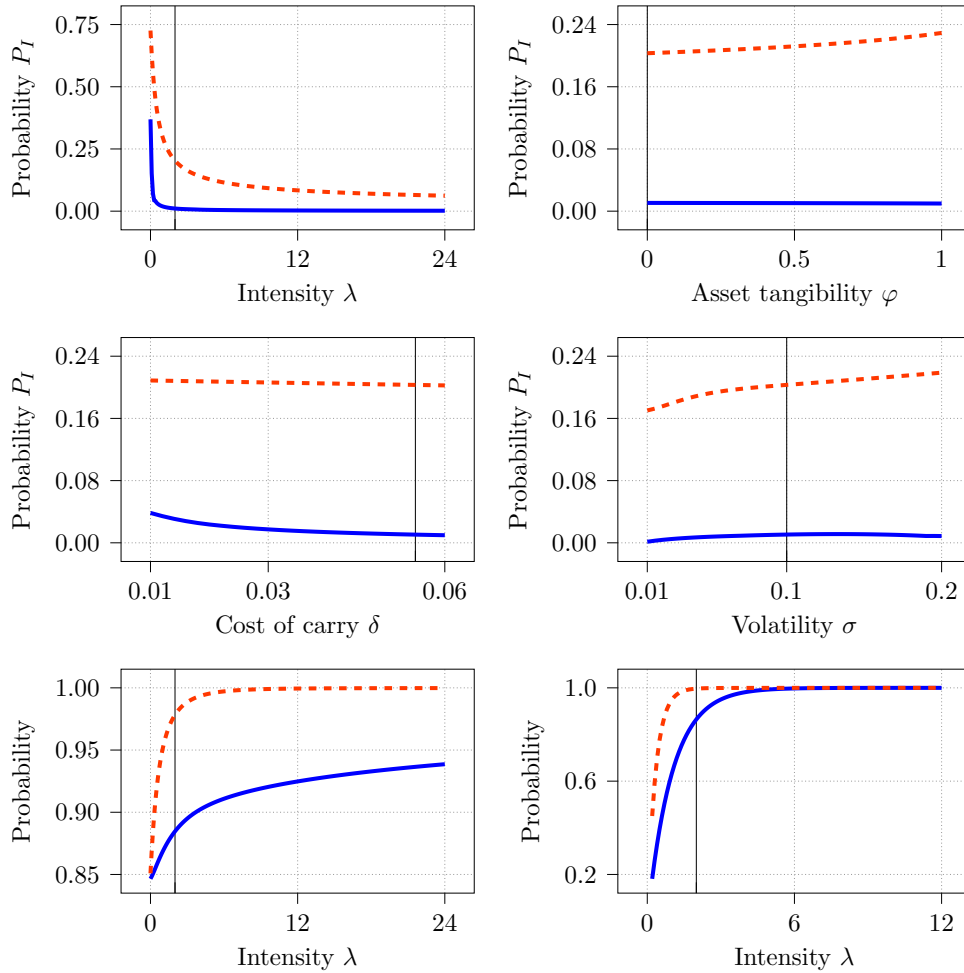 Probability P_I
0.75
0.50
0.25
0.00
0 12 24
Intensity λ
Probability P_I
0.24
0.16
0.08
0.00
0 0.5 1
Asset tangibility φ
Probability P_I
0.24
0.16
0.08
0.00
0.01 0.03 0.06
Cost of carry δ
Probability P_I
0.24
0.16
0.08
0.00
0.01 0.1 0.2
Volatility σ
Probability
1.00
0.95
0.90
0.85
0 12 24
Intensity λ
Probability
1.0
0.6
0.2
0 6 12
Intensity λ